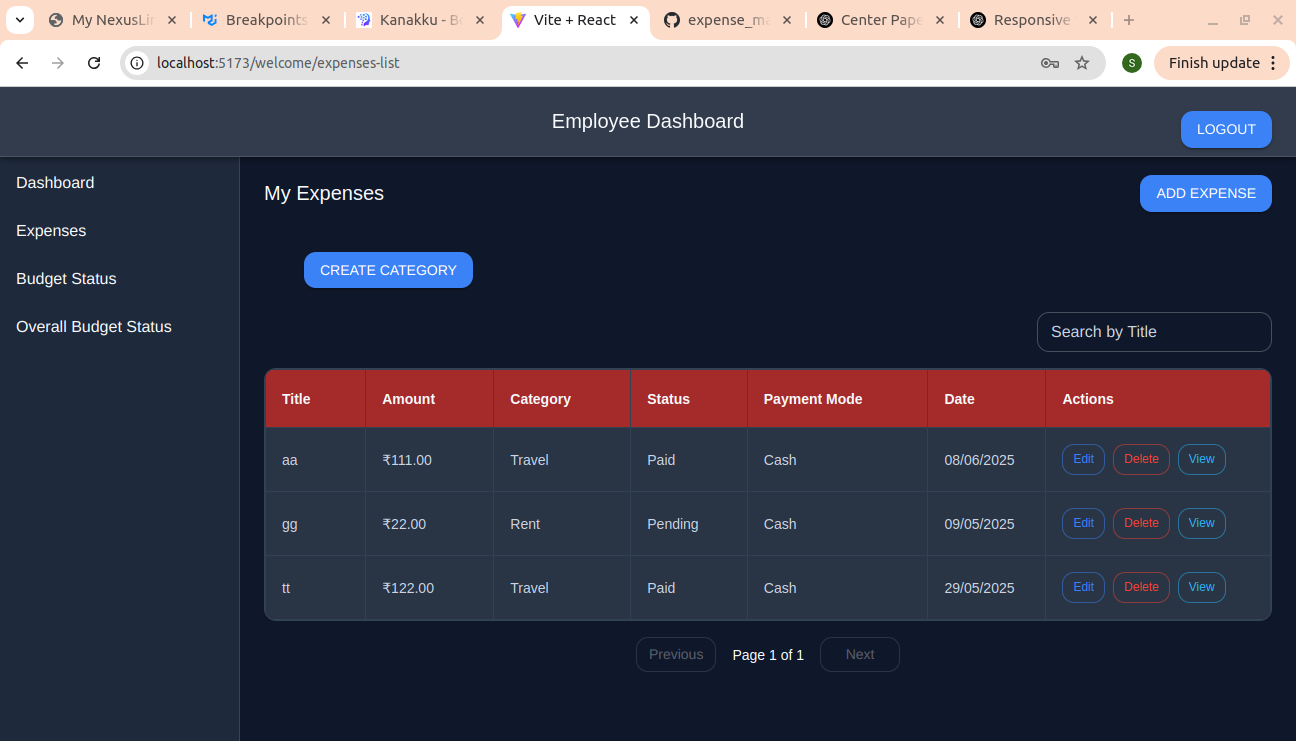 My NexusLin
Breakpoints
Kanakku - Bo
Vite + React
expense_ma
Center Pape
Responsive
localhost:5173/welcome/expenses-list
S
Finish update
Employee Dashboard
LOGOUT
Dashboard
Expenses
Budget Status
Overall Budget Status
My Expenses
ADD EXPENSE
CREATE CATEGORY
Search by Title
Title Amount Category Status Payment Mode Date Actions
aa ₹111.00 Travel Paid Cash 08/06/2025 Edit Delete View
gg ₹22.00 Rent Pending Cash 09/05/2025 Edit Delete View
tt ₹122.00 Travel Paid Cash 29/05/2025 Edit Delete View
Previous Page 1 of 1 Next